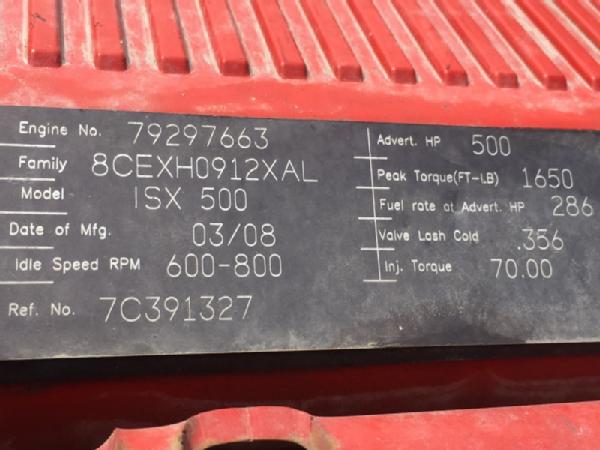 Engine No. 79297663
Family 8CEXH0912XAL
Model ISX 500
Date of Mfg. 03/08
Idle Speed RPM 600-800
Ref. No. 7C391327
Advert. HP 500
Peak Torque(FT-LB) 1650
Fuel rate at Advert. HP 286
Valve Lash Cold .356
Inj. Torque 70.00